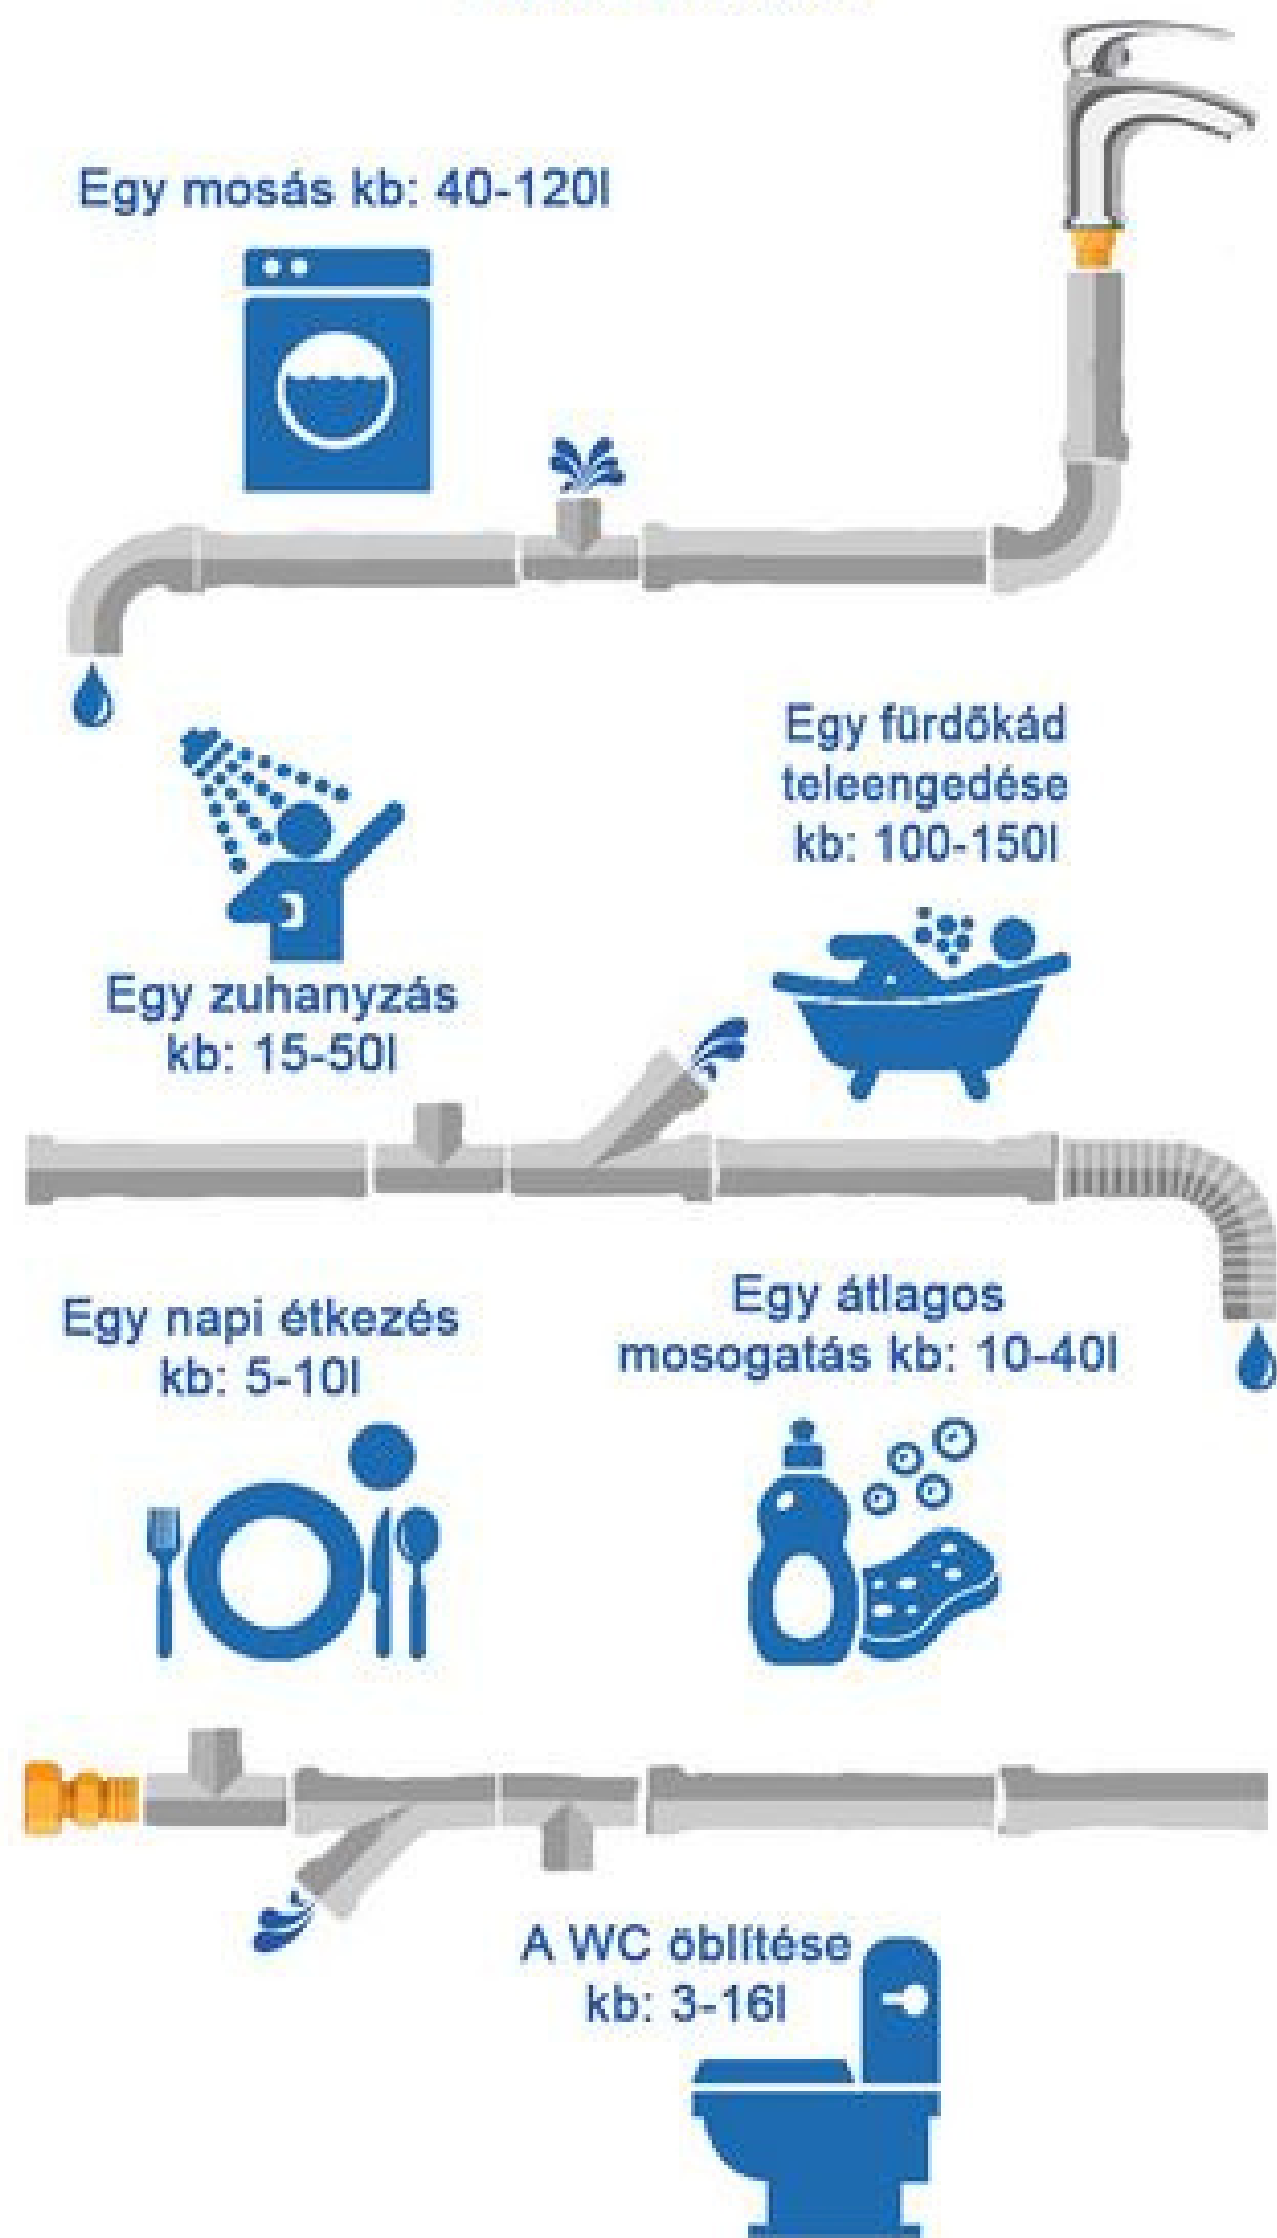 Egy mosás kb: 40-120l
Egy fürdőkád
teleengedése
kb: 100-150l
Egy zuhanyzás
kb: 15-50l
Egy napi étkezés
kb: 5-10l
Egy átlagos
mosogatás kb: 10-40l
A WC öblítése
kb: 3-16l